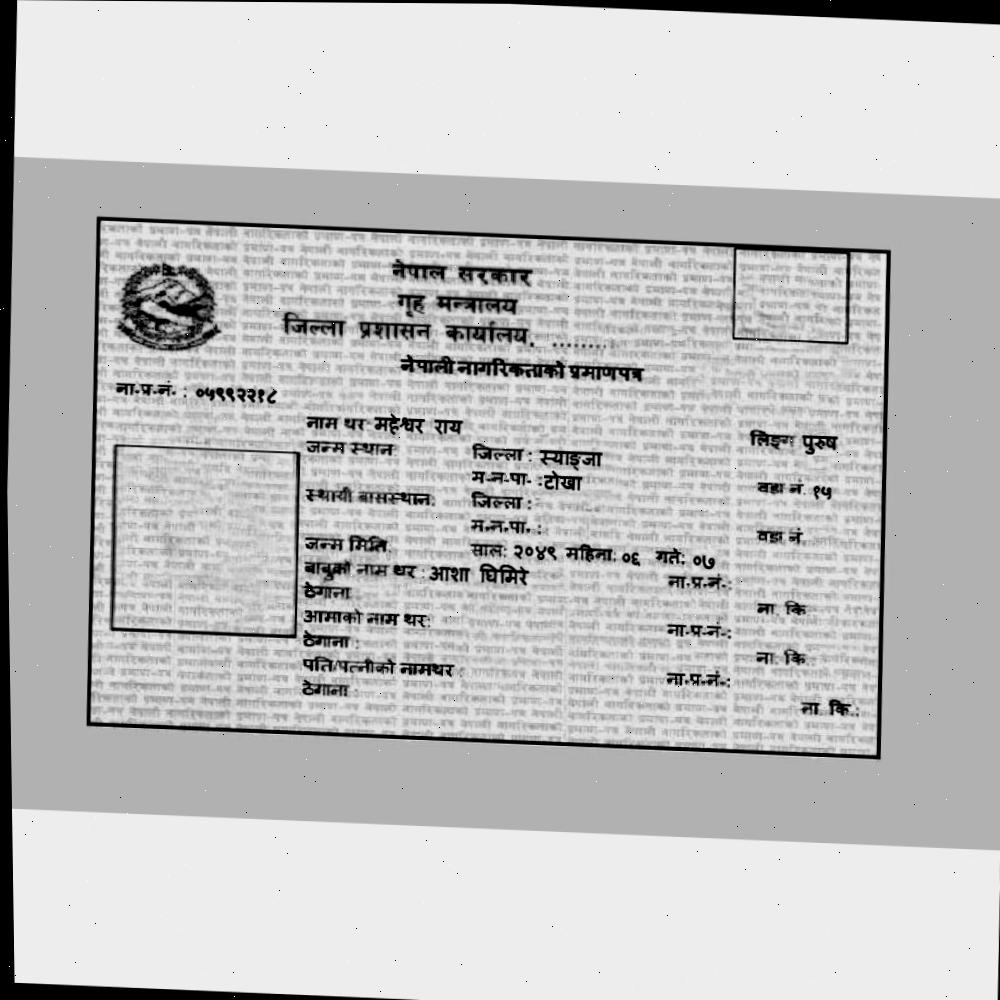 नेपाल सरकार
गृह मन्त्रालय
जिल्ला प्रशासन कार्यालय, .........
नेपाली नागरिकताको प्रमाणपत्र
ना.प्र.नं. : ०५९९२२१८
नाम थर: महेश्वर राय लिङ्ग: पुरुष
जन्म स्थान: जिल्ला : स्याङ्जा
म.न.पा. :टोखा वडा नं. १५
स्थायी बासस्थान: जिल्ला :
म.न.पा. : वडा नं.
जन्म मिति: साल: २०४९ महिना: ०६ गते: ०७
बाबुको नाम थर : आशा घिमिरे ना.प्र.नं.:
ठेगाना ना. कि.
आमाको नाम थर: ना.प्र.नं.:
ठेगाना : ना. कि.:
पति/पत्नीको नामथर : ना.प्र.नं.:
ठेगाना : ना. कि.: